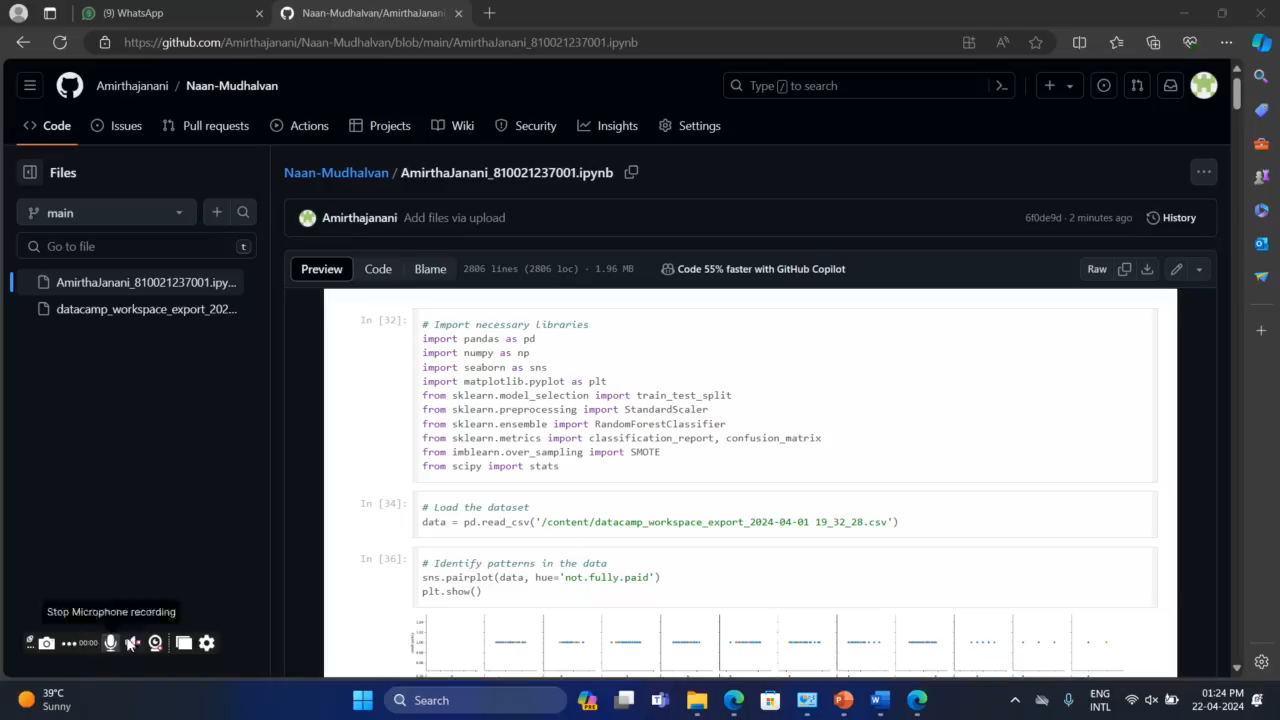 (9) WhatsApp
Naan-Mudhalvan/AmirthaJanani
https://github.com/Amirthajanani/Naan-Mudhalvan/blob/main/AmirthaJanani_810021237001.ipynb
Amirthajanani / Naan-Mudhalvan
Type / to search
Code
Issues
Pull requests
Actions
Projects
Wiki
Security
Insights
Settings
Files
Naan-Mudhalvan / AmirthaJanani_810021237001.ipynb
main
Amirthajanani Add files via upload
6f0de9d · 2 minutes ago
History
Go to file
t
Preview
Code
Blame
2806 lines (2806 loc) · 1.96 MB
Code 55% faster with GitHub Copilot
Raw
AmirthaJanani_810021237001.ipy...
datacamp_workspace_export_202...
In [32]:
# Import necessary libraries
import pandas as pd
import numpy as np
import seaborn as sns
import matplotlib.pyplot as plt
from sklearn.model_selection import train_test_split
from sklearn.preprocessing import StandardScaler
from sklearn.ensemble import RandomForestClassifier
from sklearn.metrics import classification_report, confusion_matrix
from imblearn.over_sampling import SMOTE
from scipy import stats
In [34]:
# Load the dataset
data = pd.read_csv('/content/datacamp_workspace_export_2024-04-01 19_32_28.csv')
In [36]:
# Identify patterns in the data
sns.pairplot(data, hue='not.fully.paid')
plt.show()
Stop Microphone recording
00:00
39°C
Sunny
Search
PRE
ENG
INTL
01:24 PM
22-04-2024